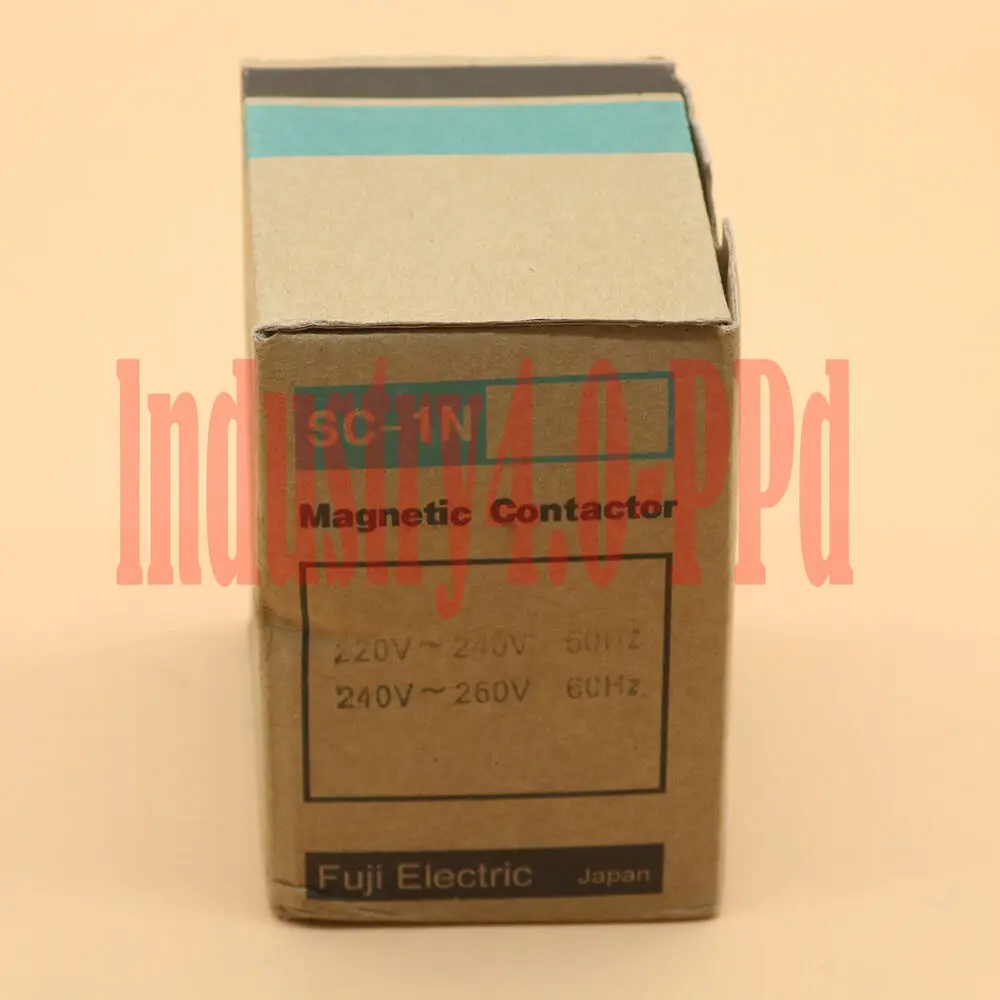 SC-1N
Magnetic Contactor
Industry4.0-PPd
220V~240V 50Hz
240V~260V 60Hz
Fuji Electric Japan